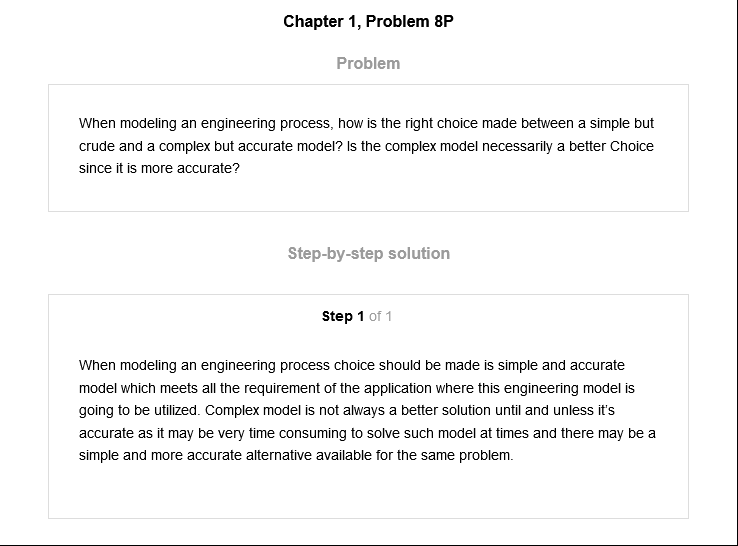 Chapter 1, Problem 8P
Problem
When modeling an engineering process, how is the right choice made between a simple but
crude and a complex but accurate model? Is the complex model necessarily a better Choice
since it is more accurate?
Step-by-step solution
Step 1 of 1
When modeling an engineering process choice should be made is simple and accurate
model which meets all the requirement of the application where this engineering model is
going to be utilized. Complex model is not always a better solution until and unless it's
accurate as it may be very time consuming to solve such model at times and there may be a
simple and more accurate alternative available for the same problem.